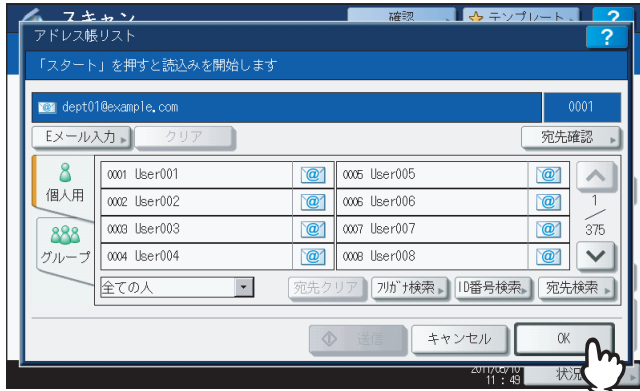 スキャン 確認 テンプレート ?
アドレス帳リスト ?
「スタート」を押すと読込みを開始します
@ dept01@example.com 0001
Eメール入力 クリア 宛先確認
個人用
グループ
0001 User001 @ 0005 User005 @
0002 User002 @ 0006 User006 @
0003 User003 @ 0007 User007 @
0004 User004 @ 0008 User008 @
1
375
全ての人 宛先クリア フリガナ検索 ID番号検索 宛先検索
送信 キャンセル OK
11 : 49 状況